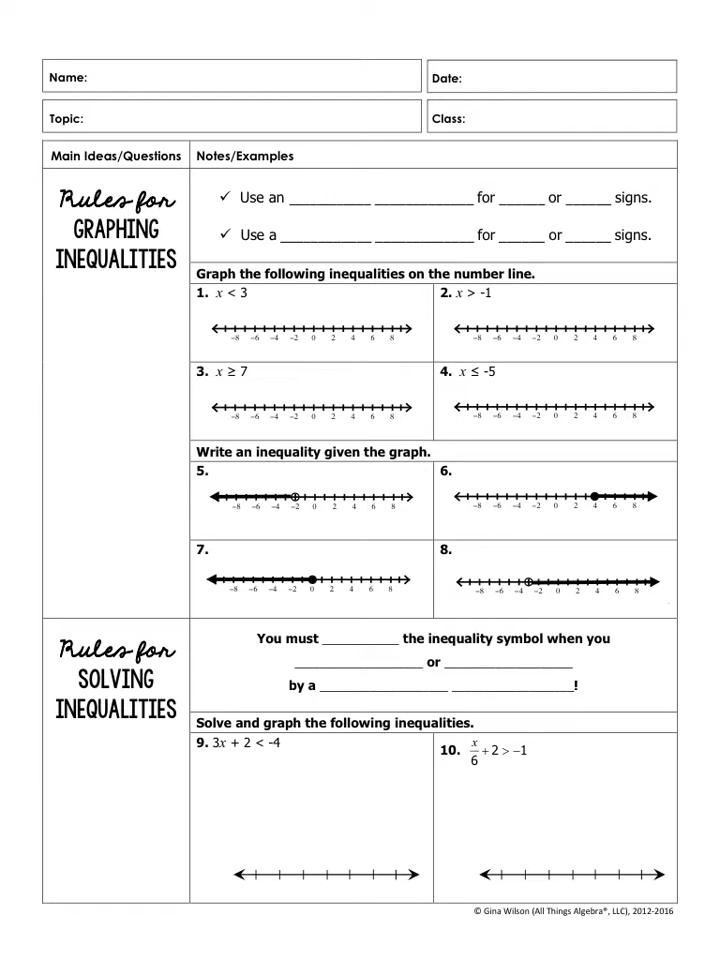 Name:
Date:
Topic:
Class:
Main Ideas/Questions
Notes/Examples
Rules for
GRAPHING
INEQUALITIES
✓ Use an ___________ _____________ for ______ or ______ signs.
✓ Use a ___________ _____________ for ______ or ______ signs.
Graph the following inequalities on the number line.
1. x < 3
2. x > -1
-8 -6 -4 -2 0 2 4 6 8
-8 -6 -4 -2 0 2 4 6 8
3. x ≥ 7
4. x ≤ -5
-8 -6 -4 -2 0 2 4 6 8
-8 -6 -4 -2 0 2 4 6 8
Write an inequality given the graph.
5.
6.
-8 -6 -4 -2 0 2 4 6 8
-8 -6 -4 -2 0 2 4 6 8
7.
8.
-8 -6 -4 -2 0 2 4 6 8
-8 -6 -4 -2 0 2 4 6 8
Rules for
SOLVING
INEQUALITIES
You must __________ the inequality symbol when you
_________________ or _________________
by a _________________ ________________!
Solve and graph the following inequalities.
9. 3x + 2 < -4
10. x/6 + 2 > -1
© Gina Wilson (All Things Algebra®, LLC), 2012-2016